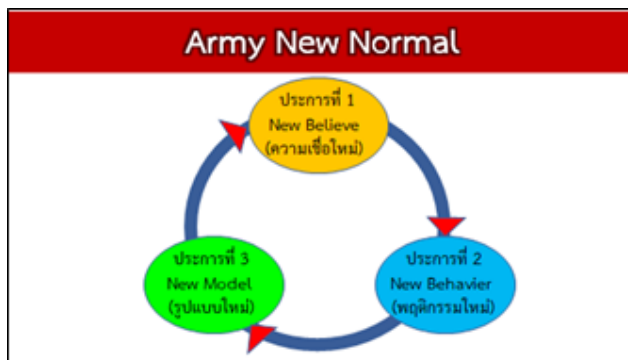 Army New Normal
ประการที่ 1
New Believe
(ความเชื่อใหม่)
ประการที่ 2
New Behavier
(พฤติกรรมใหม่)
ประการที่ 3
New Model
(รูปแบบใหม่)